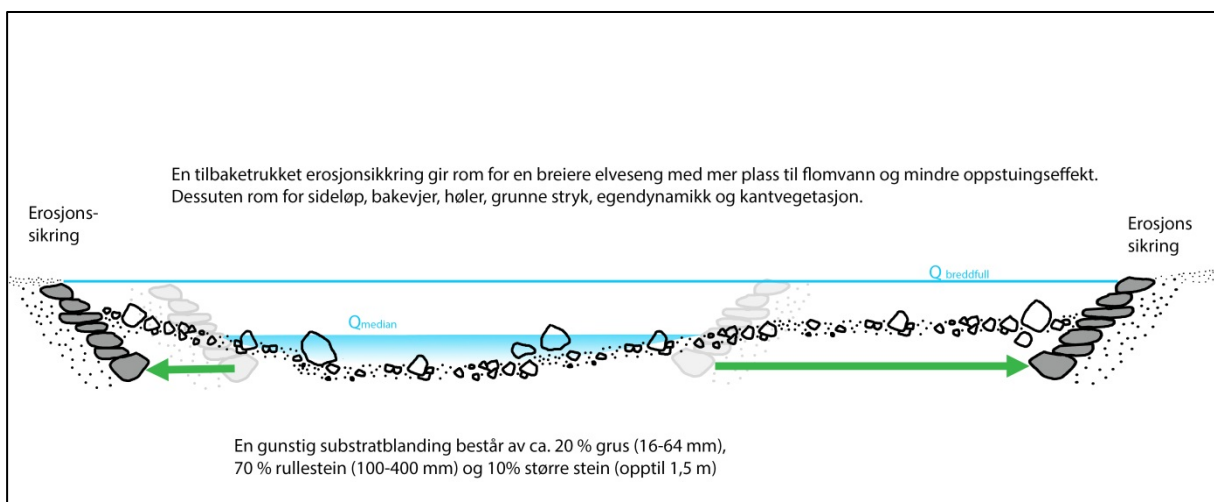 En tilbaketrukket erosjonsikkring gir rom for en breiere elveseng med mer plass til flomvann og mindre oppstuingseffekt.
Dessuten rom for sideløp, bakevjer, høler, grunne stryk, egendynamikk og kantvegetasjon.
Erosjons-
sikring
Erosjons
sikring
Q breddfull
Qmedian
En gunstig substratblanding består av ca. 20 % grus (16-64 mm),
70 % rullestein (100-400 mm) og 10% større stein (opptil 1,5 m)